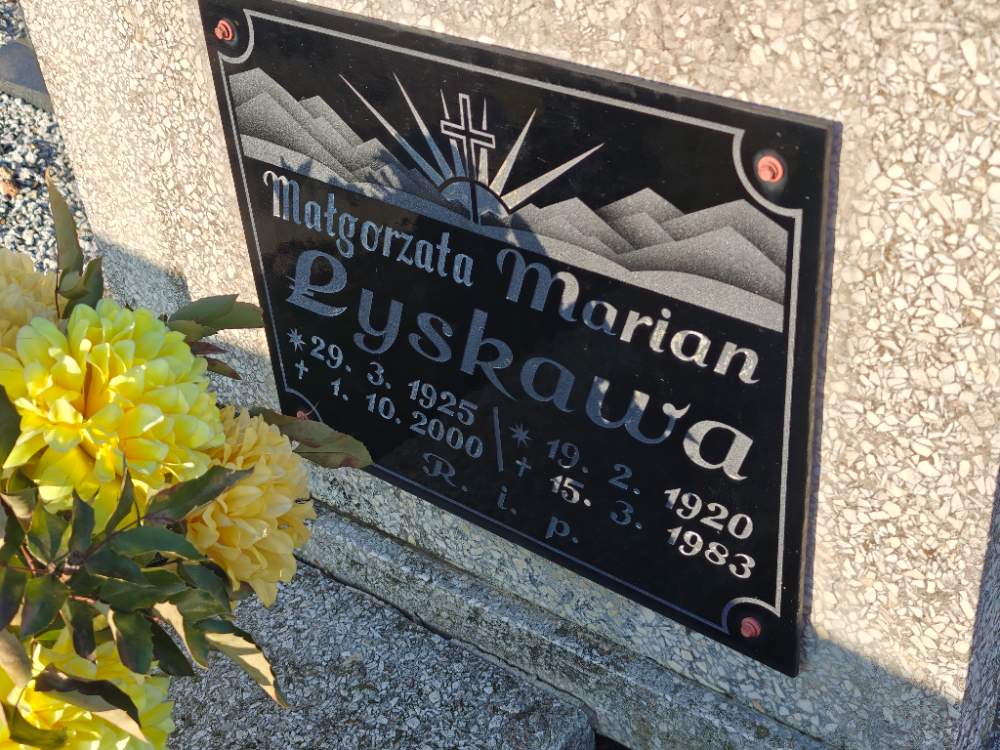 Małgorzata Marian
Łyskawa
* 29. 3. 1925 * 19. 2. 1920
+ 1. 10. 2000 + 15. 3. 1983
R. i. p.